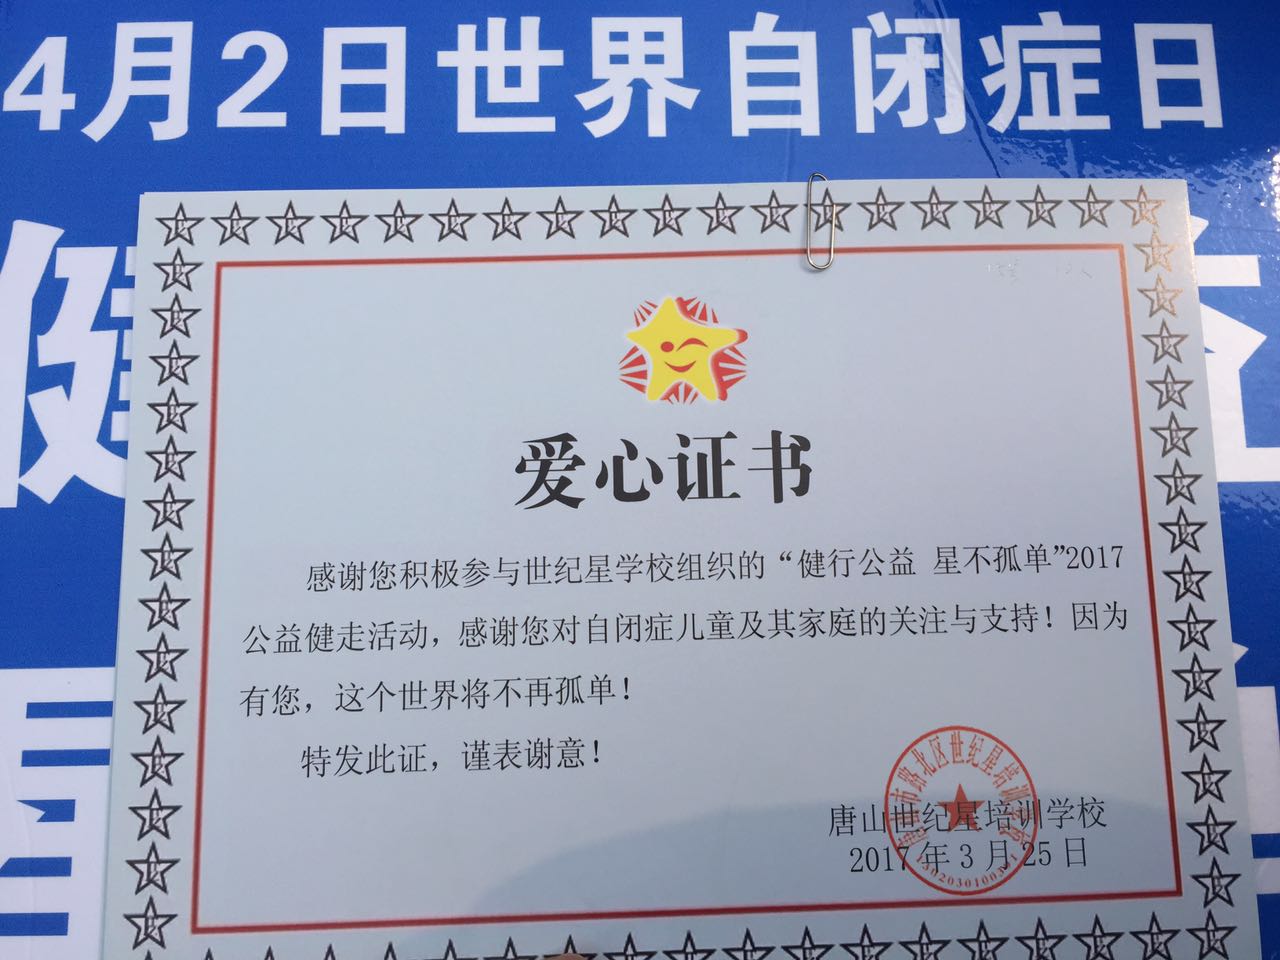 4月2日世界自闭症日
爱心证书
感谢您积极参与世纪星学校组织的“健行公益 星不孤单”2017
公益健走活动，感谢您对自闭症儿童及其家庭的关注与支持！因为
有您，这个世界将不再孤单！
特发此证，谨表谢意！
唐山世纪星培训学校
2017年3月25日